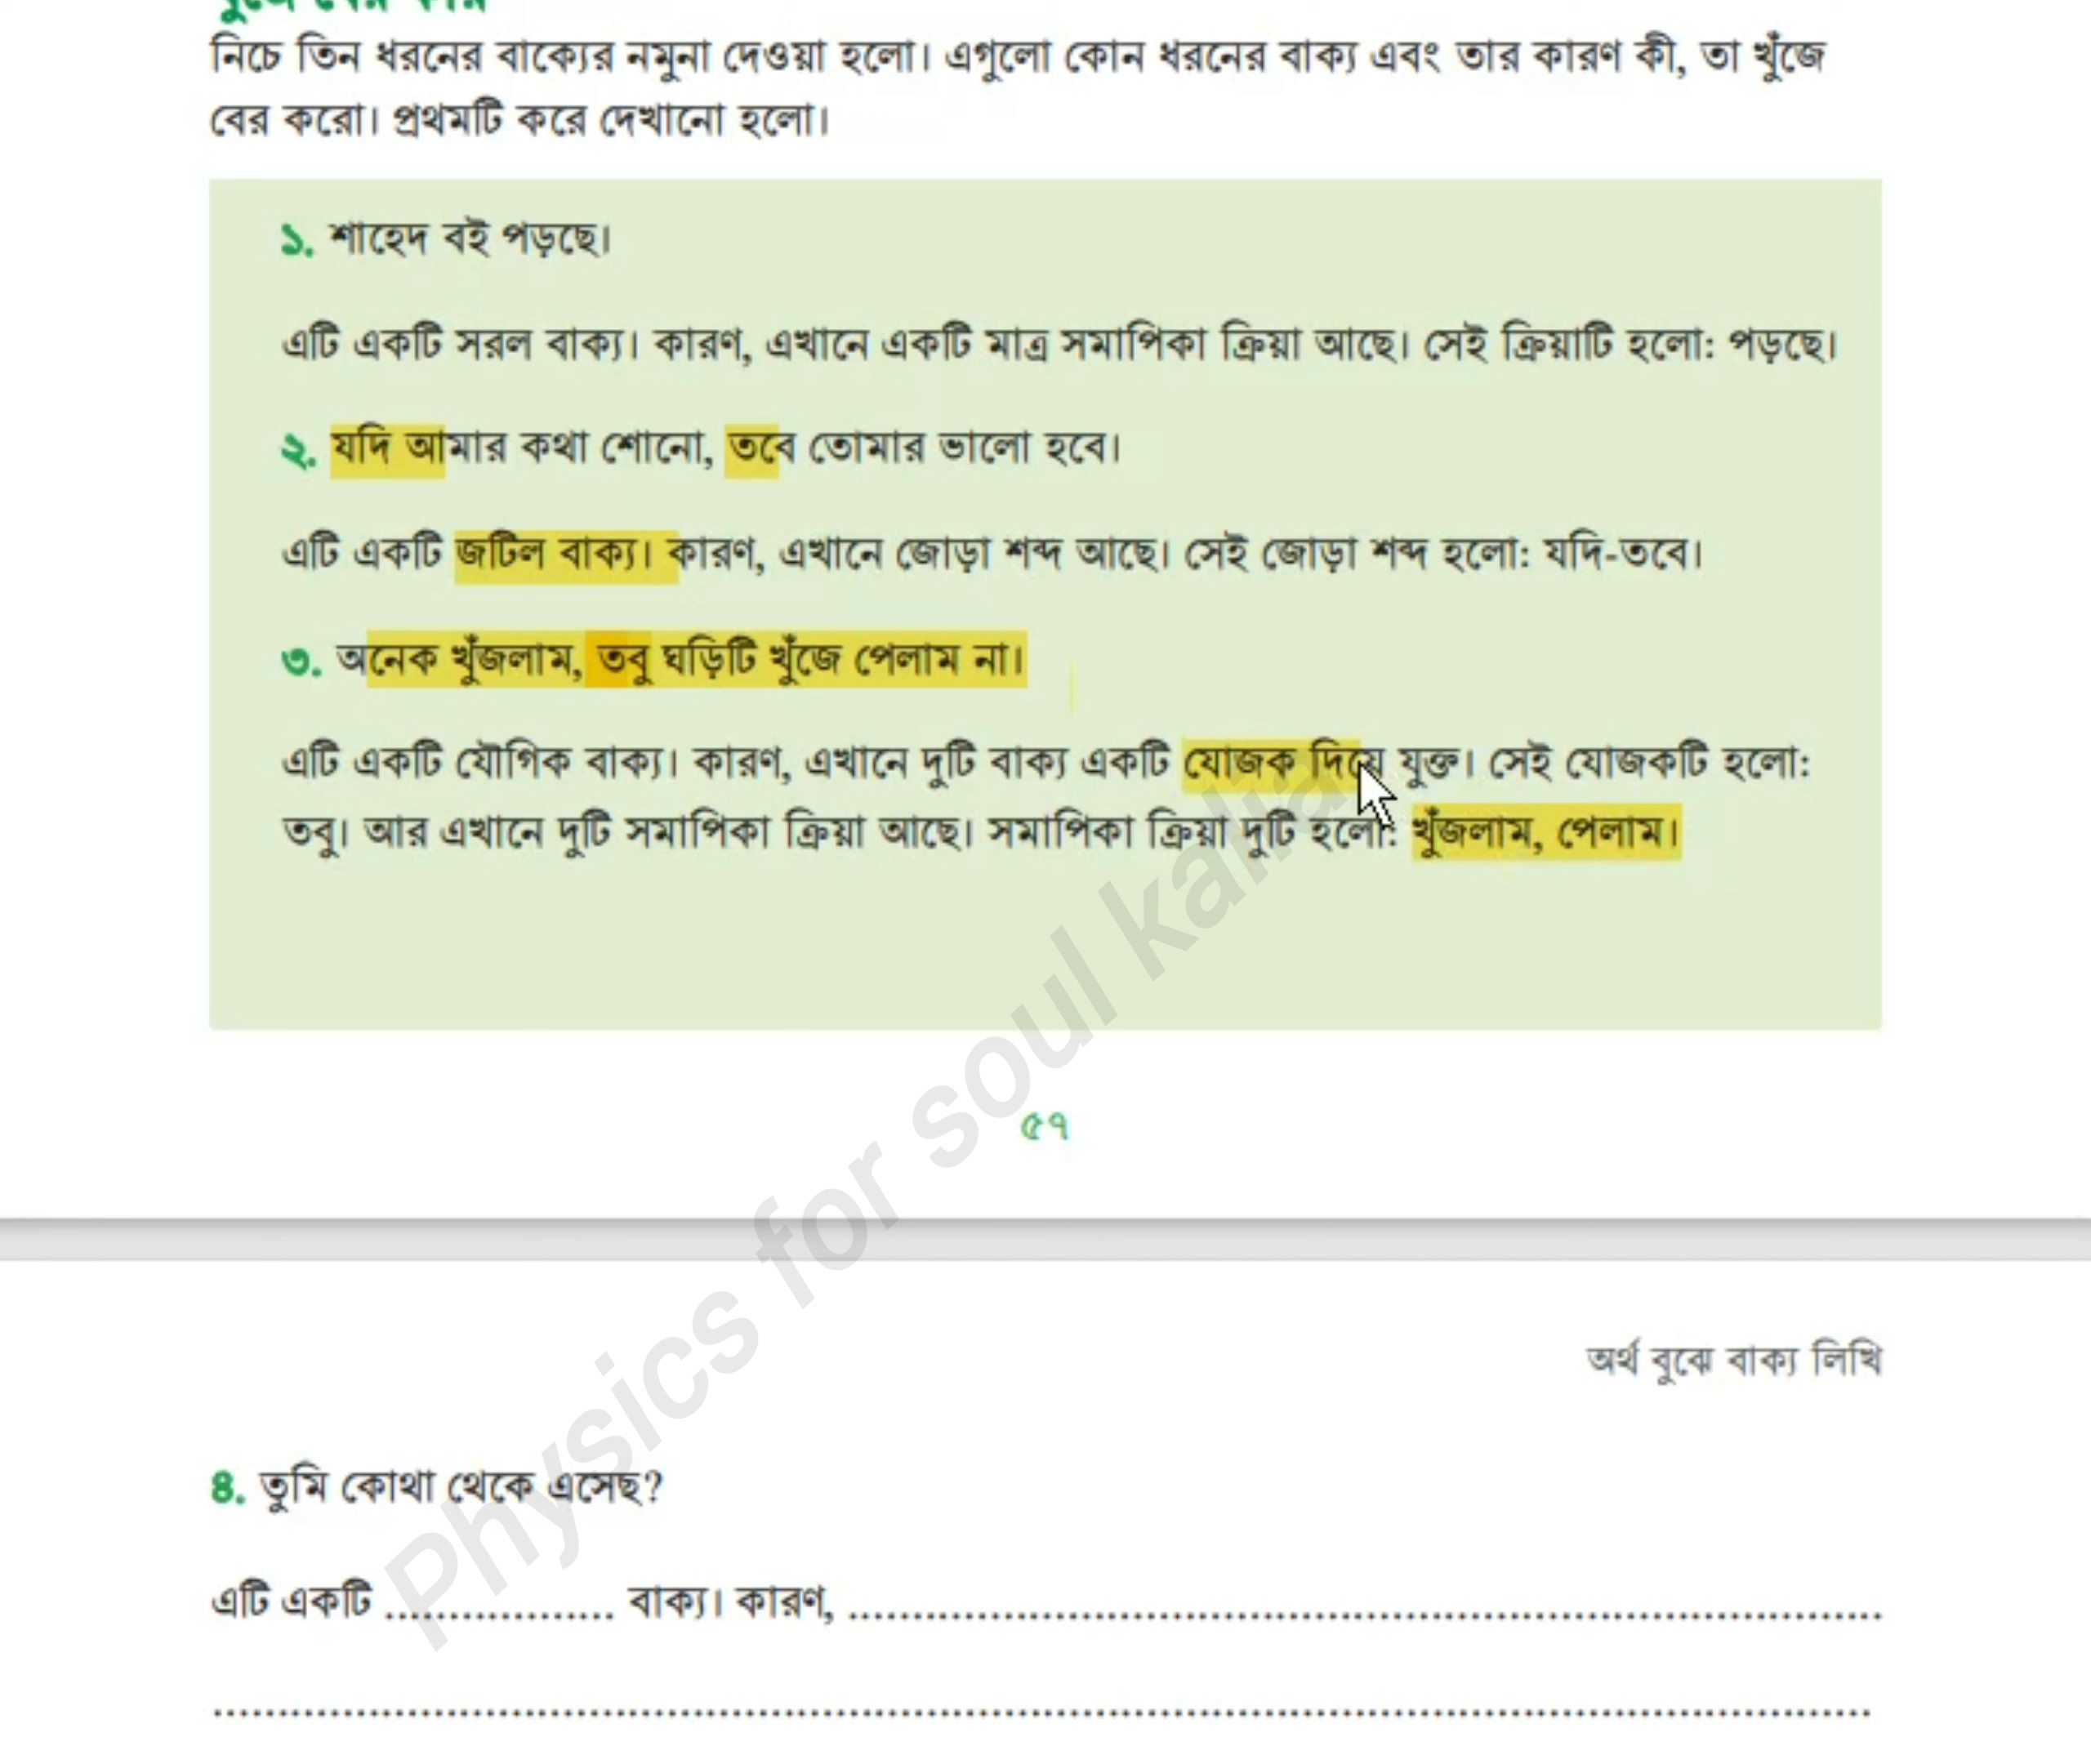 নিচে তিন ধরনের বাক্যের নমুনা দেওয়া হলো। এগুলো কোন ধরনের বাক্য এবং তার কারণ কী, তা খুঁজে
বের করো। প্রথমটি করে দেখানো হলো।
১. শাহেদ বই পড়ছে।
এটি একটি সরল বাক্য। কারণ, এখানে একটি মাত্র সমাপিকা ক্রিয়া আছে। সেই ক্রিয়াটি হলো: পড়ছে।
২. যদি আমার কথা শোনো, তবে তোমার ভালো হবে।
এটি একটি জটিল বাক্য। কারণ, এখানে জোড়া শব্দ আছে। সেই জোড়া শব্দ হলো: যদি-তবে।
৩. অনেক খুঁজলাম, তবু ঘড়িটি খুঁজে পেলাম না।
এটি একটি যৌগিক বাক্য। কারণ, এখানে দুটি বাক্য একটি যোজক দিয়ে যুক্ত। সেই যোজকটি হলো:
তবু। আর এখানে দুটি সমাপিকা ক্রিয়া আছে। সমাপিকা ক্রিয়া দুটি হলো: খুঁজলাম, পেলাম।
Physics for soul kalia
৫৭
অর্থ বুঝে বাক্য লিখি
৪. তুমি কোথা থেকে এসেছ?
এটি একটি .................. বাক্য। কারণ, ................................................................................
................................................................................................................................